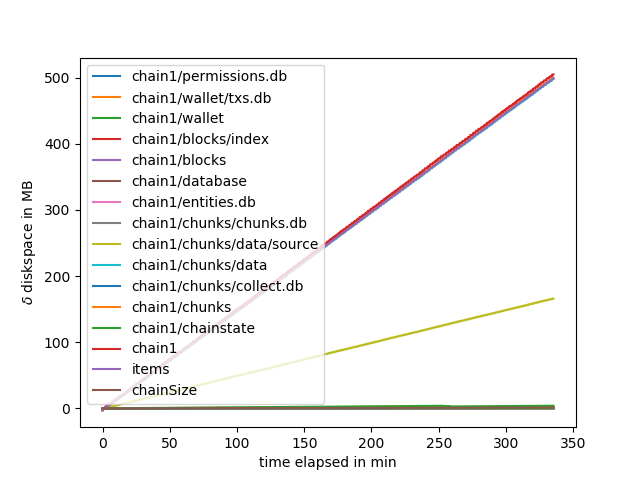 500
400
300
200
100
0
δ diskspace in MB
chain1/permissions.db
chain1/wallet/txs.db
chain1/wallet
chain1/blocks/index
chain1/blocks
chain1/database
chain1/entities.db
chain1/chunks/chunks.db
chain1/chunks/data/source
chain1/chunks/data
chain1/chunks/collect.db
chain1/chunks
chain1/chainstate
chain1
items
chainSize
0 50 100 150 200 250 300 350
time elapsed in min